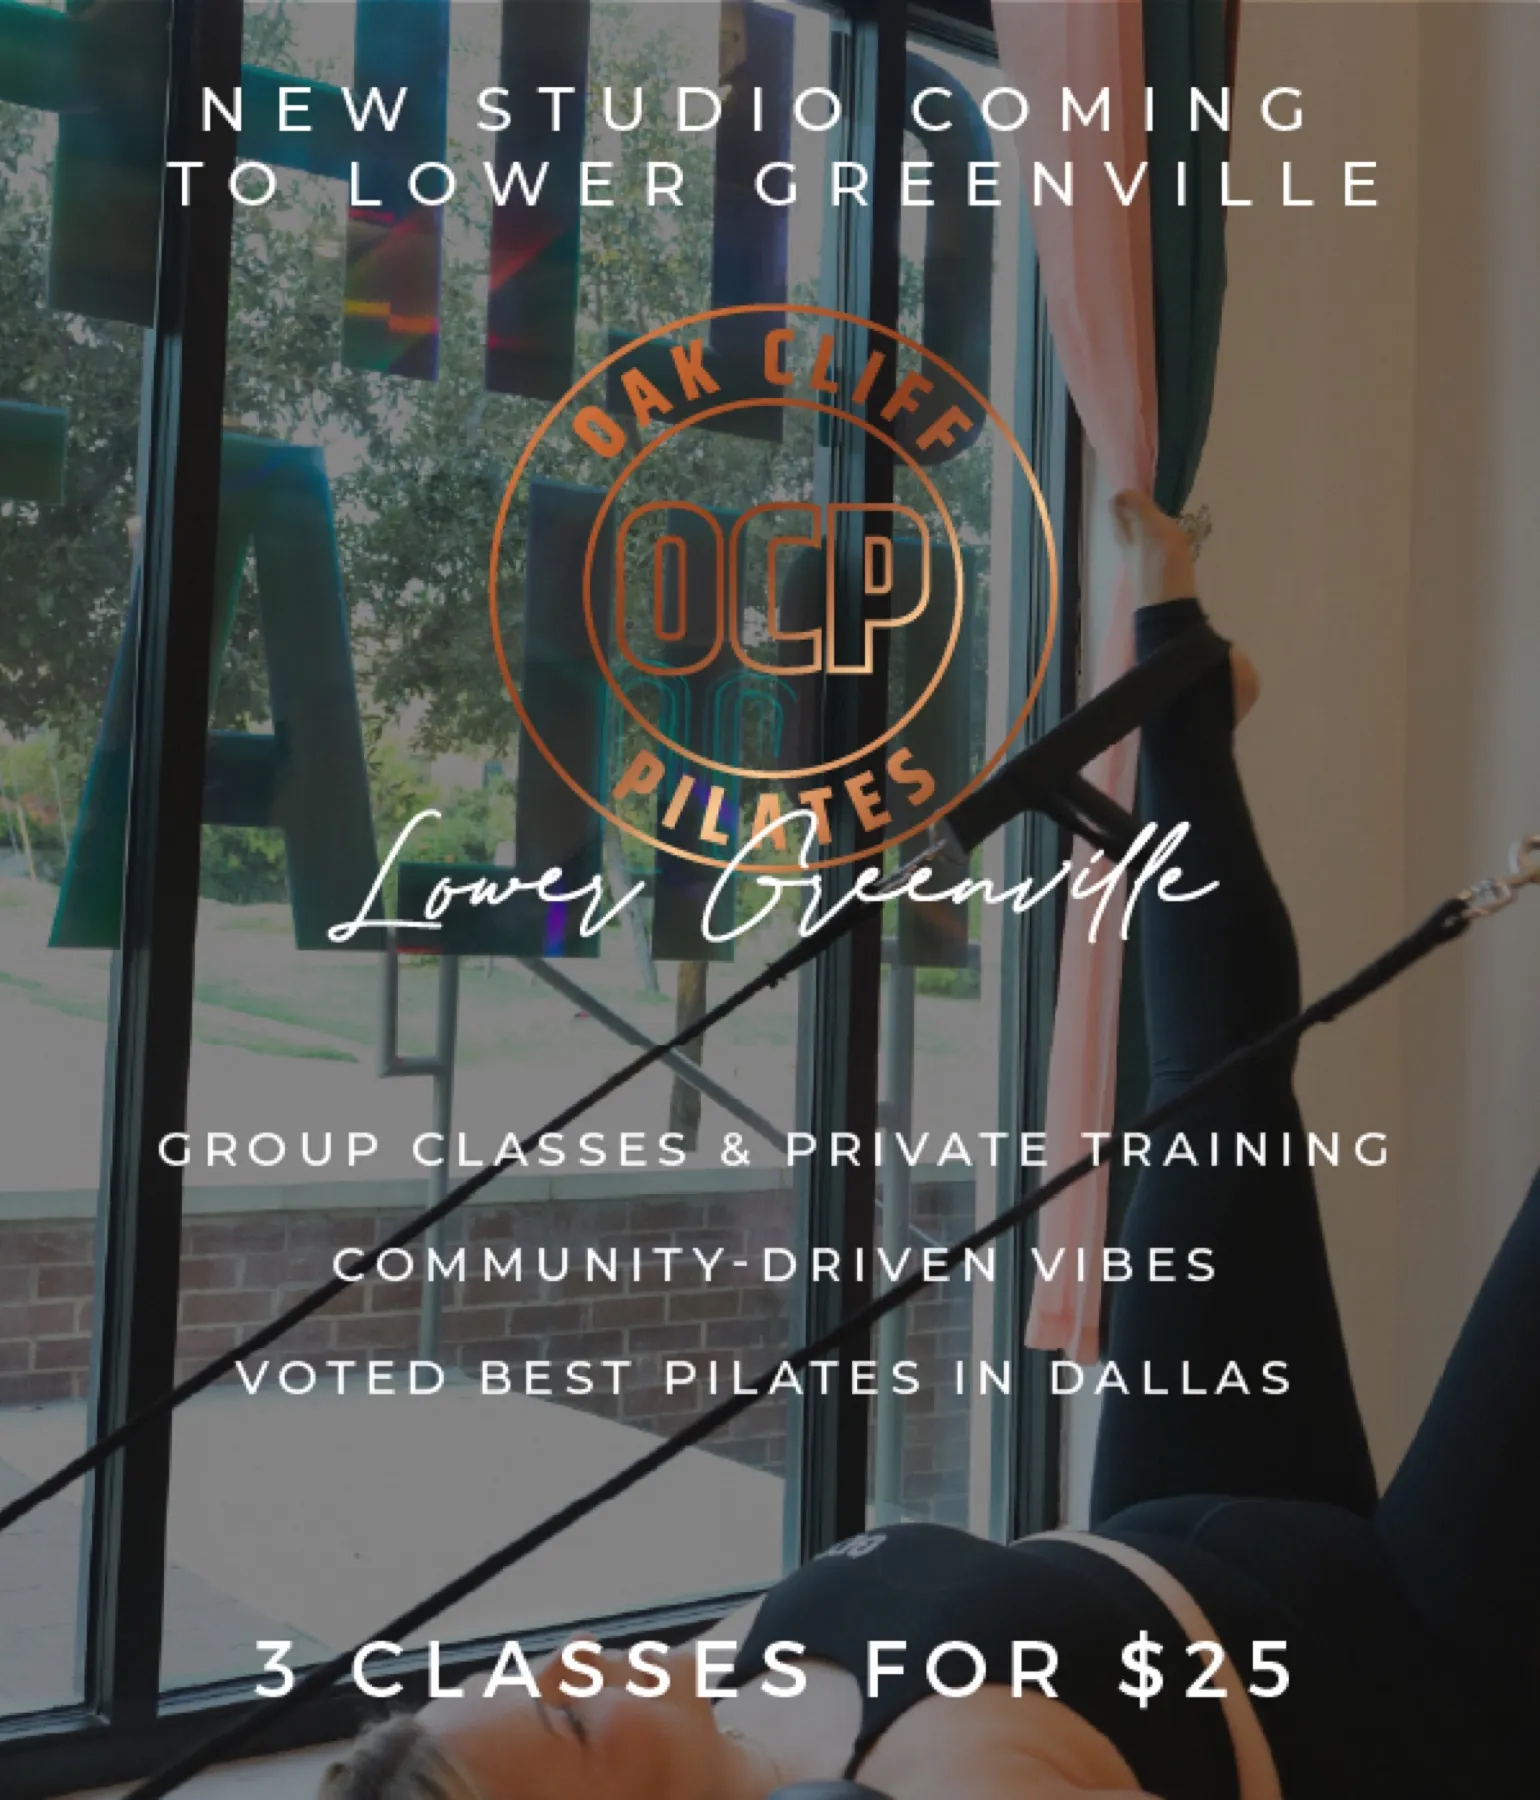 NEW STUDIO COMING
TO LOWER GREENVILLE
OAK CLIFF
OCP
PILATES
Lower Greenville
GROUP CLASSES & PRIVATE TRAINING
COMMUNITY-DRIVEN VIBES
VOTED BEST PILATES IN DALLAS
3 CLASSES FOR $25